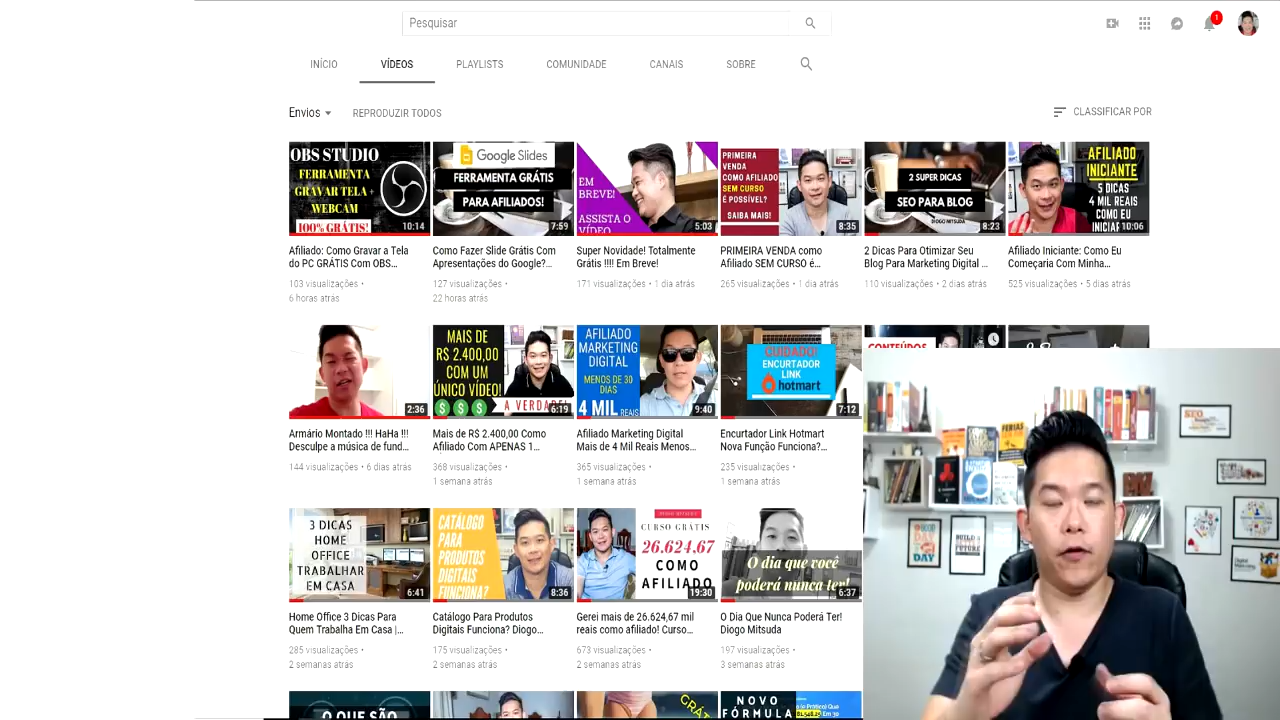 Pesquisar
1
INÍCIO
VÍDEOS
PLAYLISTS
COMUNIDADE
CANAIS
SOBRE
Envios
REPRODUZIR TODOS
CLASSIFICAR POR
OBS STUDIO
FERRAMENTA
GRAVAR TELA +
WEBCAM
100% GRÁTIS!
10:14
Google Slides
FERRAMENTA GRÁTIS
PARA AFILIADOS!
7:59
EM
BREVE!
ASSISTA O
VÍDEO
5:03
PRIMEIRA
VENDA
COMO AFILIADO
SEM CURSO
É POSSÍVEL?
SAIBA MAIS!
8:35
2 SUPER DICAS
SEO PARA BLOG
DIOGO MITSUDA
8:23
AFILIADO
INICIANTE:
5 DICAS
4 MIL REAIS
COMO EU
INICIAR
10:06
Afiliado: Como Gravar a Tela
do PC GRÁTIS Com OBS...
103 visualizações •
6 horas atrás
Como Fazer Slide Grátis Com
Apresentações do Google?...
127 visualizações •
22 horas atrás
Super Novidade! Totalmente
Grátis !!!! Em Breve!
171 visualizações • 1 dia atrás
PRIMEIRA VENDA como
Afiliado SEM CURSO é...
265 visualizações • 1 dia atrás
2 Dicas Para Otimizar Seu
Blog Para Marketing Digital ...
110 visualizações • 2 dias atrás
Afiliado Iniciante: Como Eu
Começaria Com Minha...
525 visualizações • 5 dias atrás
2:36
MAIS DE
R$ 2.400,00
COM UM
ÚNICO VÍDEO!
$ $ $
A VERDADE!
6:19
AFILIADO
MARKETING
DIGITAL
MENOS DE 30
DIAS
4 MIL REAIS
9:40
CUIDADO!
ENCURTADOR
LINK
hotmart
7:12
CONTEÚDOS
Armário Montado !!! HaHa !!!
Desculpe a música de fund...
144 visualizações • 6 dias atrás
Mais de R$ 2.400,00 Como
Afiliado Com APENAS 1...
368 visualizações •
1 semana atrás
Afiliado Marketing Digital
Mais de 4 Mil Reais Menos...
365 visualizações •
1 semana atrás
Encurtador Link Hotmart
Nova Função Funciona?...
235 visualizações •
1 semana atrás
3 DICAS
HOME
OFFICE
TRABALHAR
EM CASA
6:41
CATÁLOGO
PARA
PRODUTOS
DIGITAIS
FUNCIONA?
8:36
CURSO GRÁTIS
26.624,67
COMO
AFILIADO
19:30
O dia que você
poderá nunca ter!
6:37
Home Office 3 Dicas Para
Quem Trabalha Em Casa |...
285 visualizações •
2 semanas atrás
Catálogo Para Produtos
Digitais Funciona? Diogo...
175 visualizações •
2 semanas atrás
Gerei mais de 26.624,67 mil
reais como afiliado! Curso...
673 visualizações •
2 semanas atrás
O Dia Que Nunca Poderá Ter!
Diogo Mitsuda
197 visualizações •
3 semanas atrás
O QUE SÃO
GRÁT
NOVO
FÓRMULA
SEO
GOOD
DAY
BUILD A
FUTURE